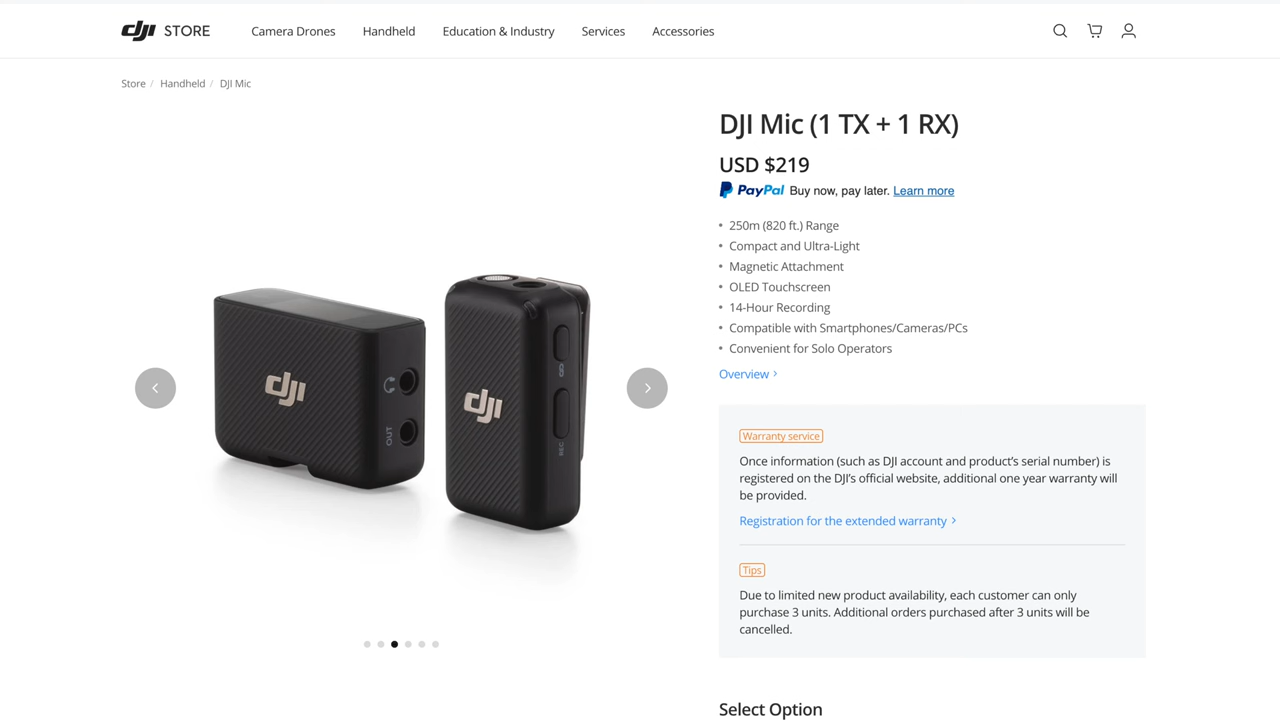 dji STORE
Camera Drones
Handheld
Education & Industry
Services
Accessories
Store / Handheld / DJI Mic
DJI Mic (1 TX + 1 RX)
USD $219
PayPal Buy now, pay later. Learn more
• 250m (820 ft.) Range
• Compact and Ultra-Light
• Magnetic Attachment
• OLED Touchscreen
• 14-Hour Recording
• Compatible with Smartphones/Cameras/PCs
• Convenient for Solo Operators
Overview >
dji
OUT
dji
REC
Warranty service
Once information (such as DJI account and product’s serial number) is
registered on the DJI’s official website, additional one year warranty will
be provided.
Registration for the extended warranty >
Tips
Due to limited new product availability, each customer can only
purchase 3 units. Additional orders purchased after 3 units will be
cancelled.
Select Option